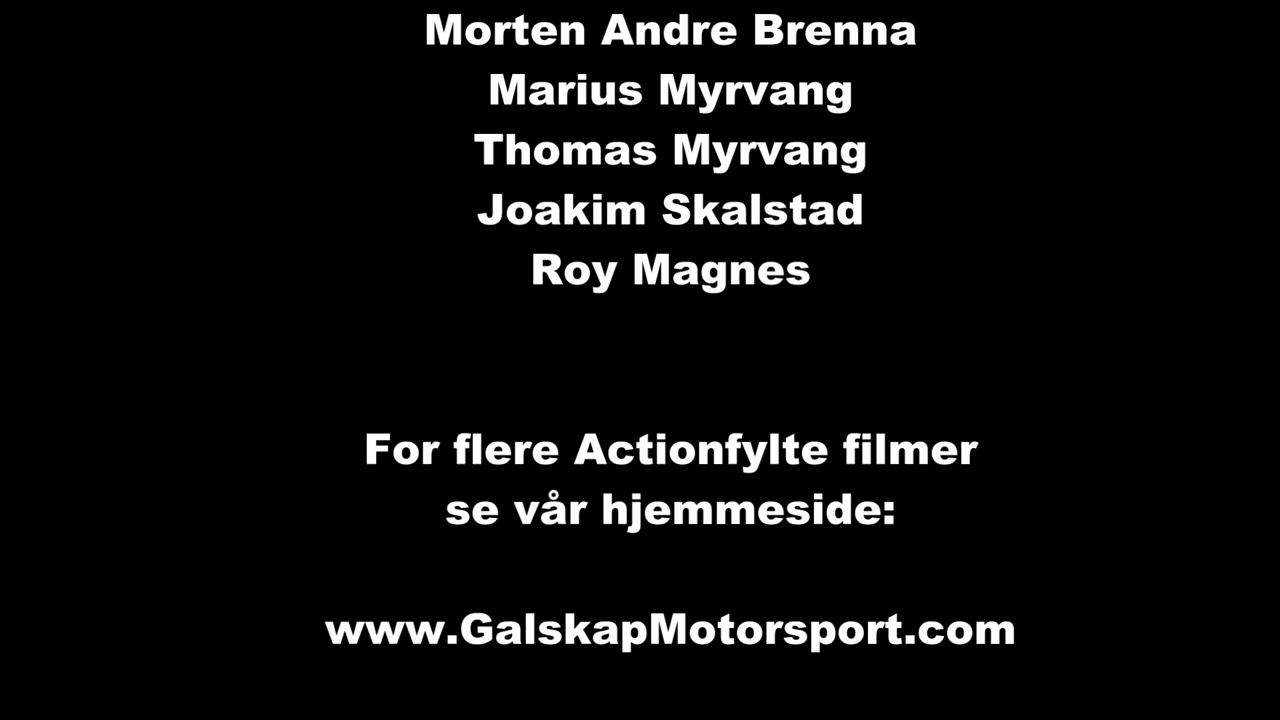 Morten Andre Brenna
Marius Myrvang
Thomas Myrvang
Joakim Skalstad
Roy Magnes
For flere Actionfylte filmer
se vår hjemmeside:
www.GalskapMotorsport.com